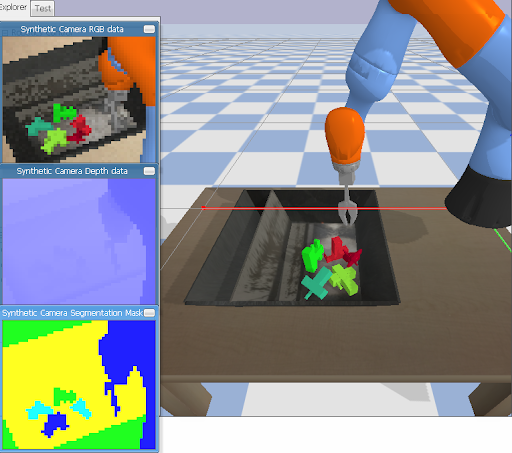 Explorer Test
Synthetic Camera RGB data
Synthetic Camera Depth data
Synthetic Camera Segmentation Mask